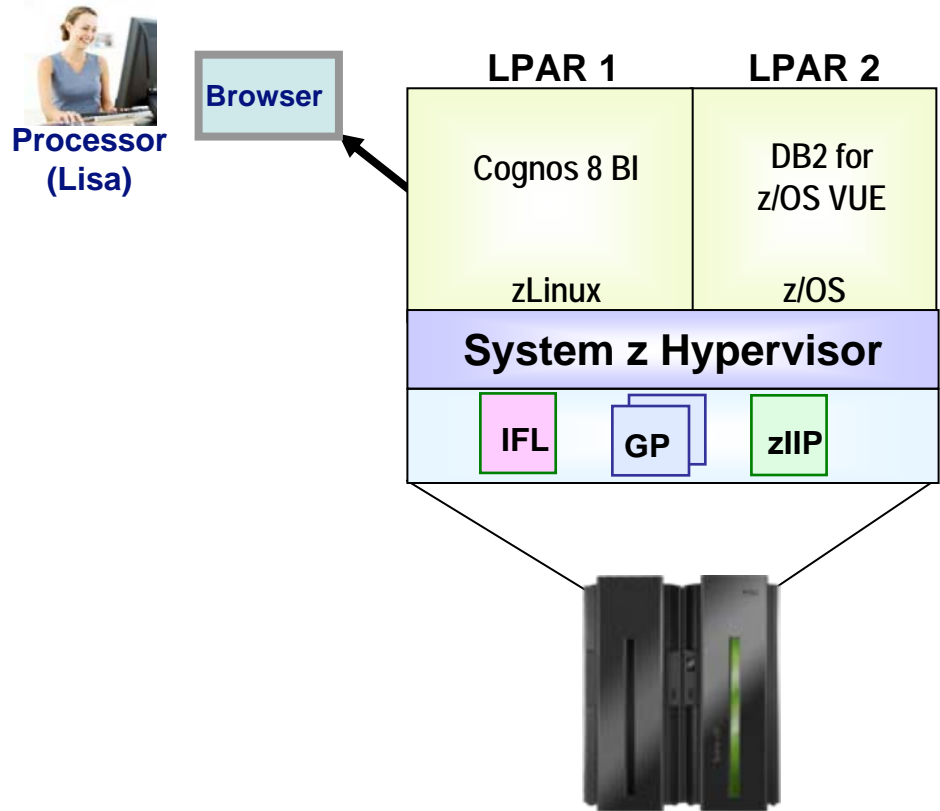 LPAR 1
LPAR 2
Browser
Processor
(Lisa)
Cognos 8 BI
DB2 for
z/OS VUE
zLinux
z/OS
System z Hypervisor
IFL
GP
zIIP